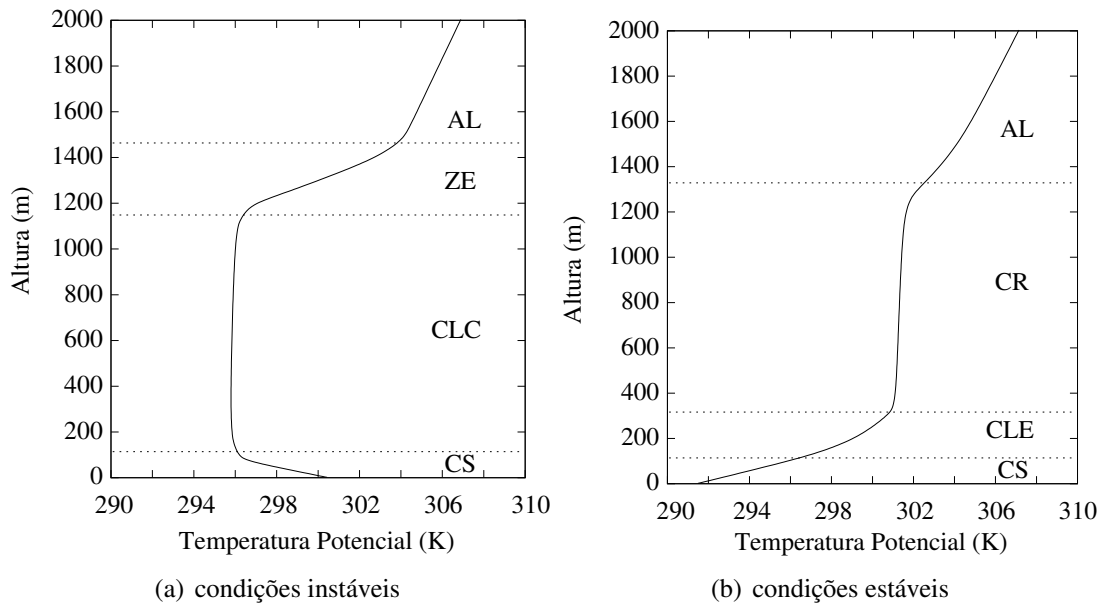 2000
1800
1600
1400
1200
1000
800
600
400
200
0
Altura (m)
AL
ZE
CLC
CS
290 294 298 302 306 310
Temperatura Potencial (K)
(a) condições instáveis
2000
1800
1600
1400
1200
1000
800
600
400
200
0
Altura (m)
AL
CR
CLE
CS
290 294 298 302 306 310
Temperatura Potencial (K)
(b) condições estáveis